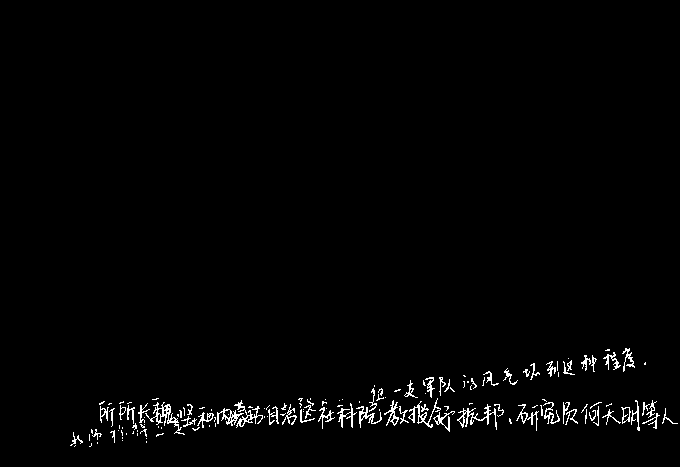 但一支军队的风气坏到这种程度.
所所长魏坚和内蒙古自治区社科院教授舒振邦、研究员何天明等人